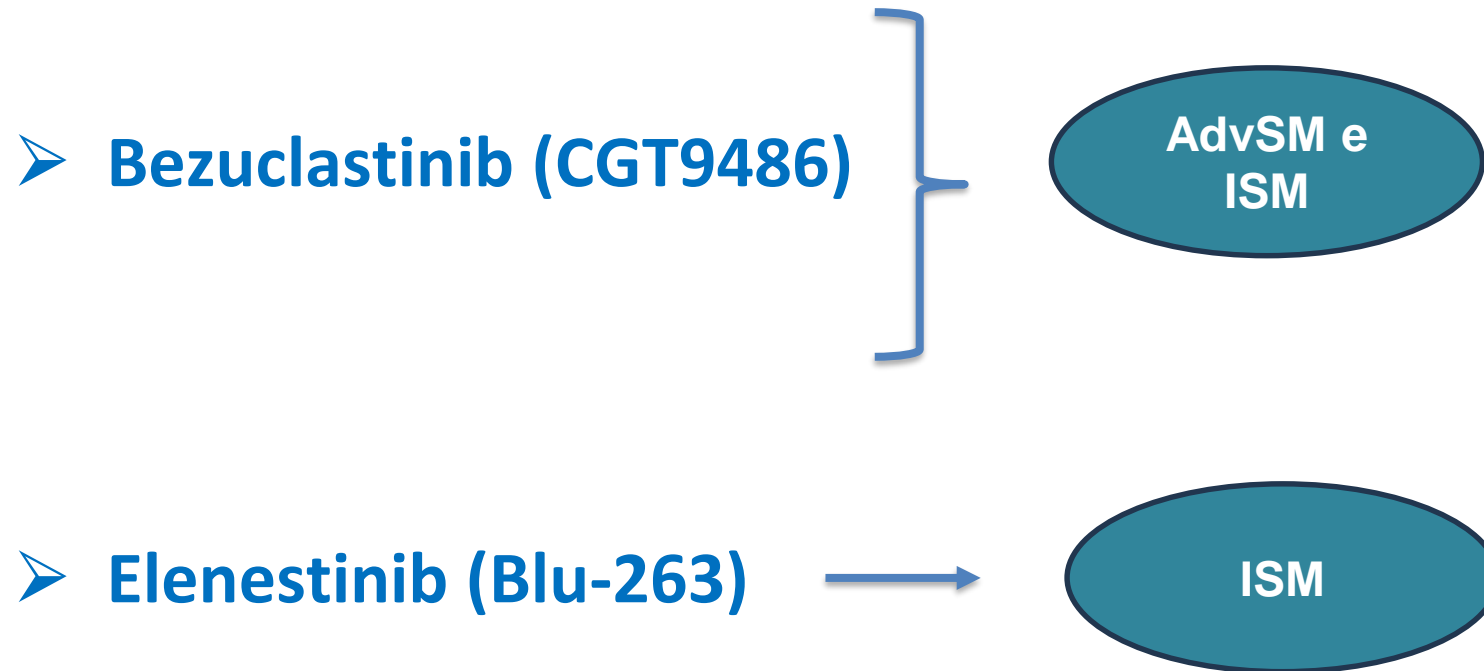 ➢ Bezuclastinib (CGT9486)
AdvSM e
ISM
➢ Elenestinib (Blu-263)
ISM